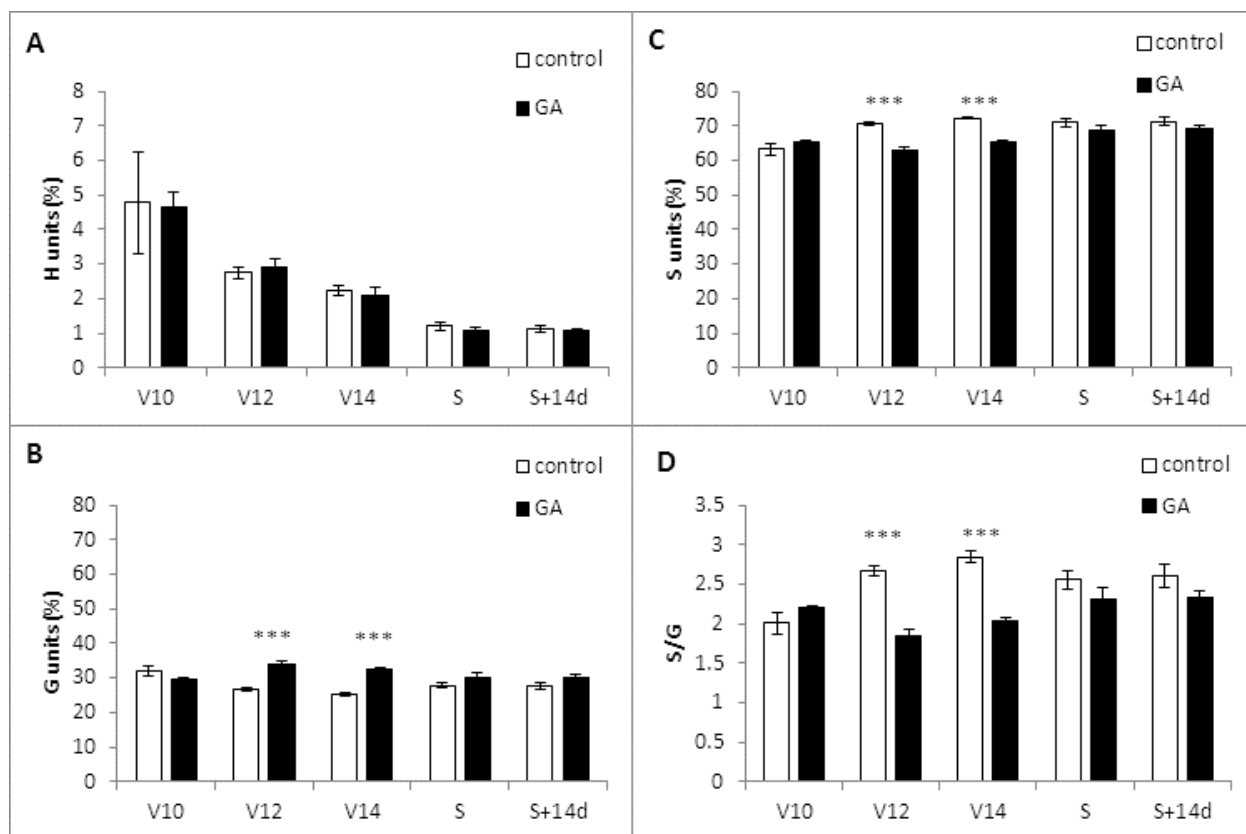 A
control
GA
H units (%)
8
7
6
5
4
3
2
1
0
V10 V12 V14 S S+14d
C
control
GA
S units (%)
80
70
60
50
40
30
20
10
0
*** ***
V10 V12 V14 S S+14d
B
control
GA
G units (%)
80
70
60
50
40
30
20
10
0
*** ***
V10 V12 V14 S S+14d
D
control
GA
S/G
3.5
3
2.5
2
1.5
1
0.5
0
*** ***
V10 V12 V14 S S+14d